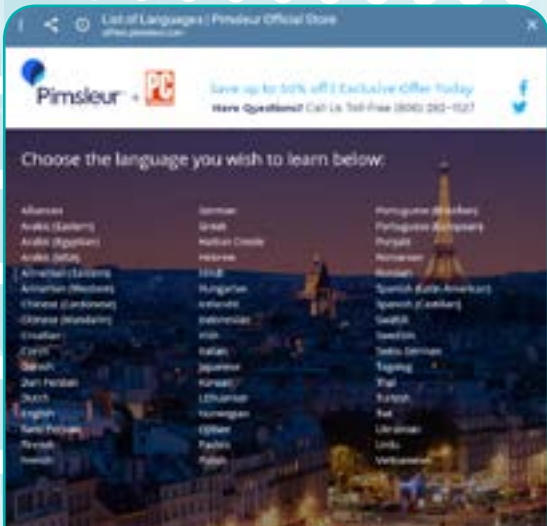 List of Languages | Pimsleur Official Store
offers.pimsleur.com
Pimsleur + PC
Save up to 50% off | Exclusive Offer Today
Have Questions? Call Us Toll-Free (800)
Choose the language you wish to learn below:
Albanian
Arabic (Eastern)
Arabic (Egyptian)
Arabic (MSA)
Armenian (Eastern)
Armenian (Western)
Chinese (Cantonese)
Chinese (Mandarin)
Croatian
Czech
Danish
Dari Persian
Dutch
English
Farsi Persian
Finnish
French
German
Greek
Haitian Creole
Hebrew
Hindi
Hungarian
Icelandic
Indonesian
Irish
Italian
Japanese
Korean
Lithuanian
Norwegian
Ojibwe
Pashto
Polish
Portuguese (Brazilian)
Portuguese (European)
Punjabi
Romanian
Russian
Spanish (Latin American)
Spanish (Castilian)
Swahili
Swedish
Swiss German
Tagalog
Thai
Turkish
Twi
Ukrainian
Urdu
Vietnamese